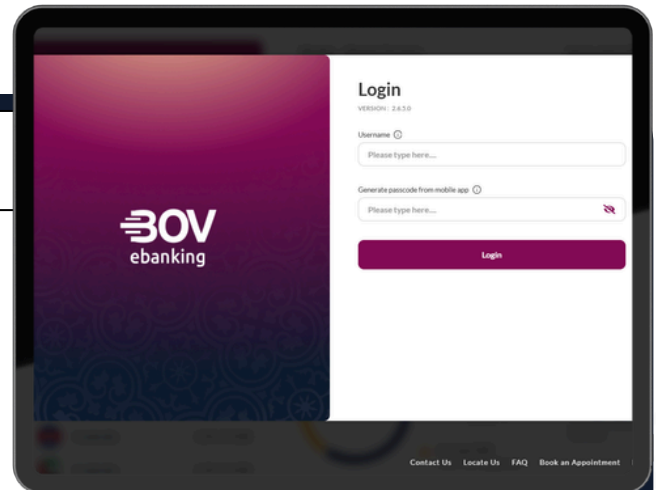 BOV
ebanking
Login
VERSION: 2.6.5.0
Username
Please type here....
Generate passcode from mobile app
Please type here....
Login
Contact Us Locate Us FAQ Book an Appointment